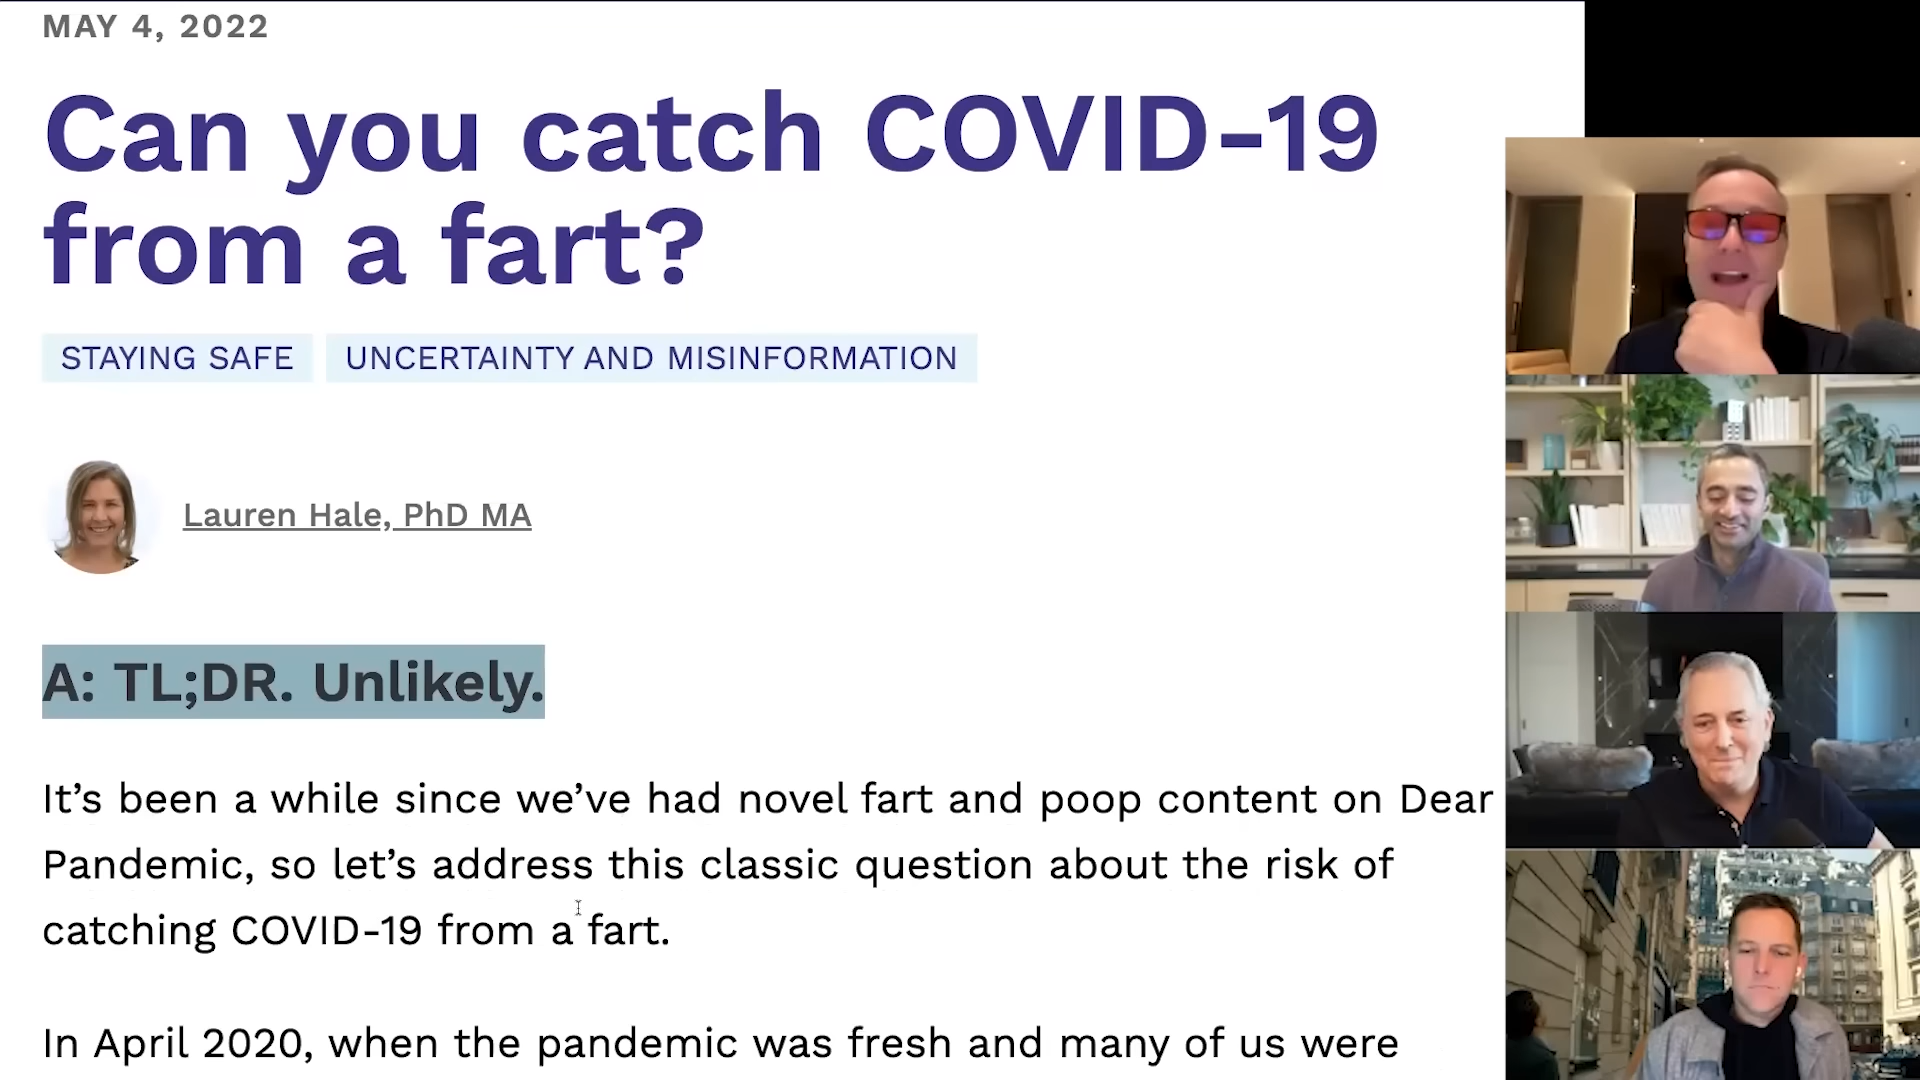 MAY 4, 2022
Can you catch COVID-19
from a fart?
STAYING SAFE UNCERTAINTY AND MISINFORMATION
Lauren Hale, PhD MA
A: TL;DR. Unlikely.
It’s been a while since we’ve had novel fart and poop content on Dear
Pandemic, so let’s address this classic question about the risk of
catching COVID-19 from a fart.
In April 2020, when the pandemic was fresh and many of us were